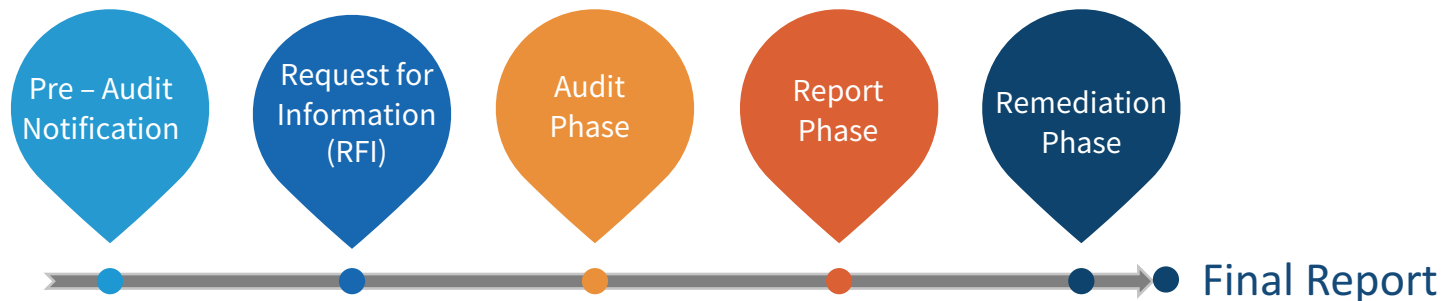 Pre – Audit
Notification
Request for
Information
(RFI)
Audit
Phase
Report
Phase
Remediation
Phase
Final Report